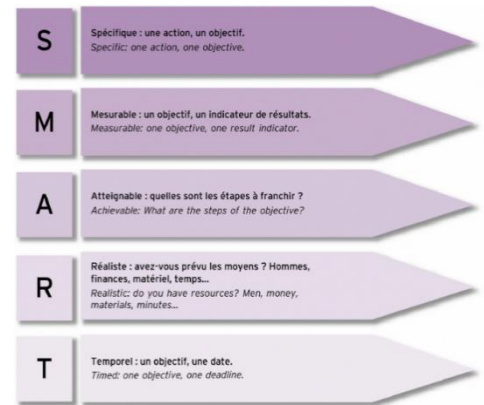 S
Spécifique : une action, un objectif.
Specific: one action, one objective.
M
Mesurable : un objectif, un indicateur de résultats.
Measurable: one objective, one result indicator.
A
Atteignable : quelles sont les étapes à franchir ?
Achievable: What are the steps of the objective?
R
Réaliste : avez-vous prévu les moyens ? Hommes,
finances, matériel, temps...
Realistic: do you have resources? Men, money,
materials, minutes...
T
Temporel : un objectif, une date.
Timed: one objective, one deadline.